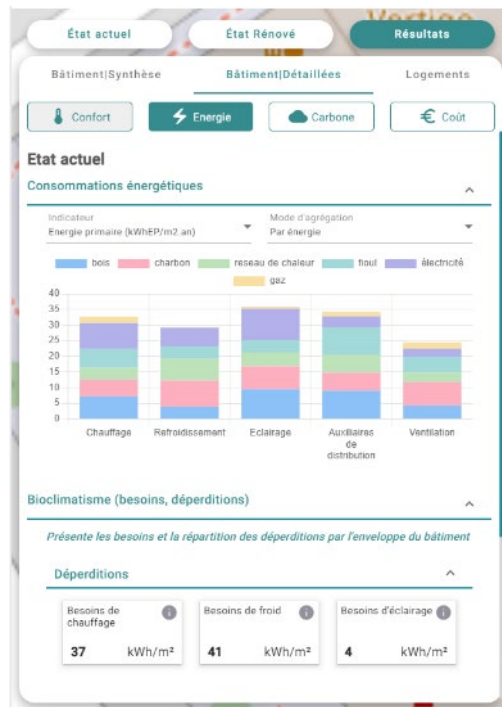 Vertigo
État actuel
État Rénové
Résultats
Bâtiment|Synthèse
Bâtiment|Détaillées
Logements
Confort
Energie
Carbone
€ Coût
Etat actuel
Consommations énergétiques
Indicateur
Energie primaire (kWhEP/m2.an)
Mode d'agrégation
Par énergie
bois
charbon
reseau de chaleur
fioul
électricité
gaz
40
35
30
25
20
15
10
5
0
Chauffage
Refroidissement
Eclairage
Auxiliaires
de
distribution
Ventilation
Bioclimatisme (besoins, déperditions)
Présente les besoins et la répartition des déperditions par l'enveloppe du bâtiment
Déperditions
Besoins de
chauffage
37 kWh/m²
Besoins de froid
41 kWh/m²
Besoins d'éclairage
4 kWh/m²